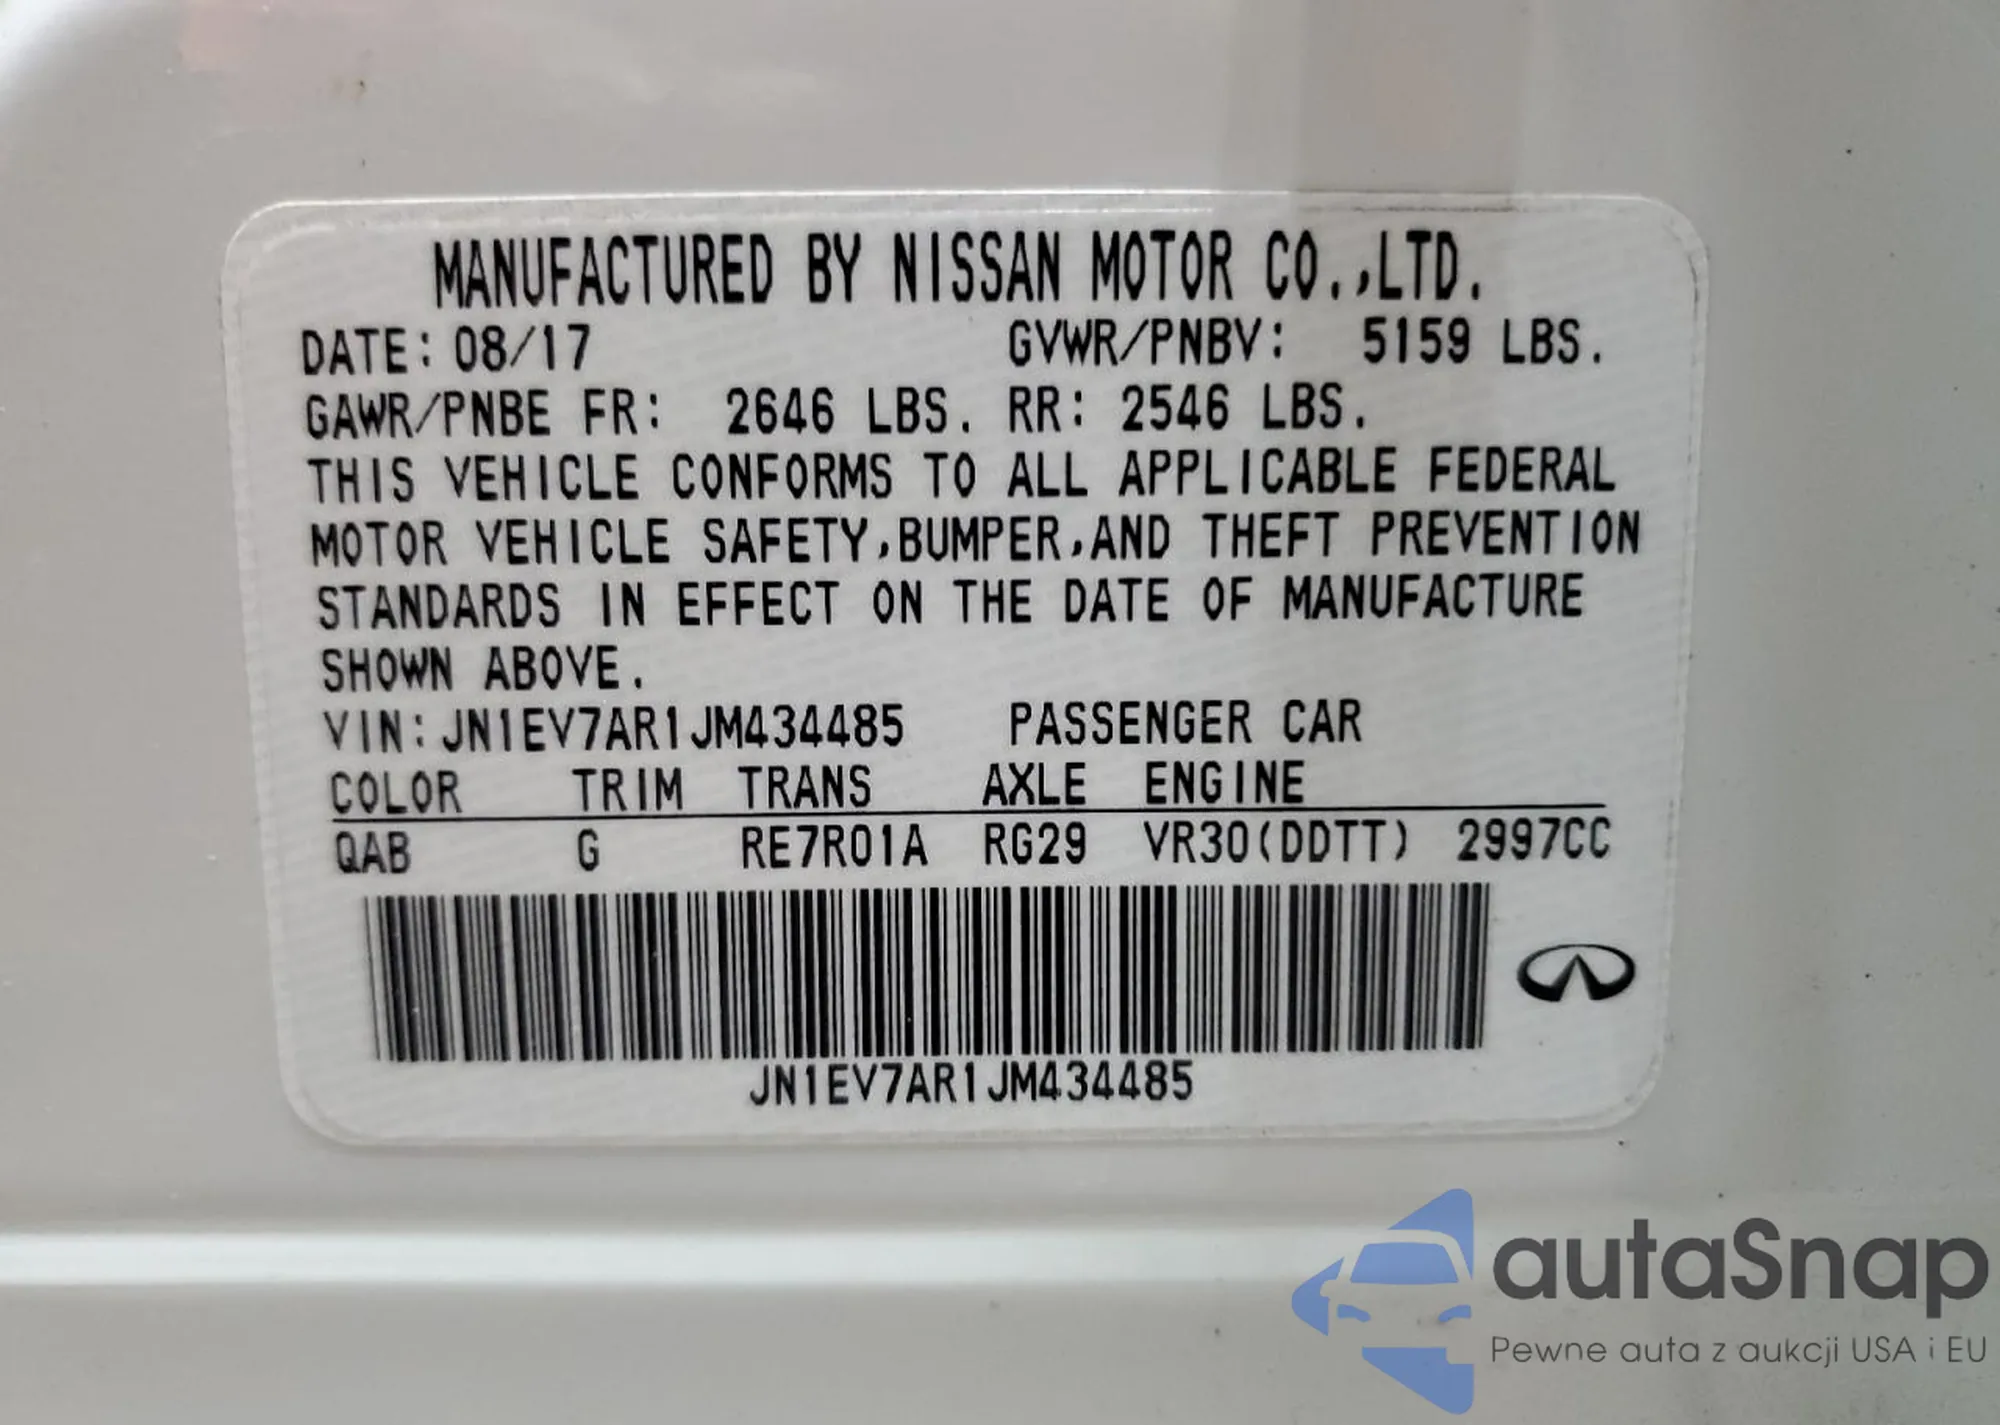 MANUFACTURED BY NISSAN MOTOR CO.,LTD.
DATE: 08/17 GVWR/PNBV: 5159 LBS.
GAWR/PNBE FR: 2646 LBS. RR: 2546 LBS.
THIS VEHICLE CONFORMS TO ALL APPLICABLE FEDERAL
MOTOR VEHICLE SAFETY,BUMPER,AND THEFT PREVENTION
STANDARDS IN EFFECT ON THE DATE OF MANUFACTURE
SHOWN ABOVE.
VIN: JN1EV7AR1JM434485 PASSENGER CAR
COLOR TRIM TRANS AXLE ENGINE
QAB G RE7R01A RG29 VR30(DDTT) 2997CC
JN1EV7AR1JM434485
autaSnap
Pewne auta z aukcji USA i EU